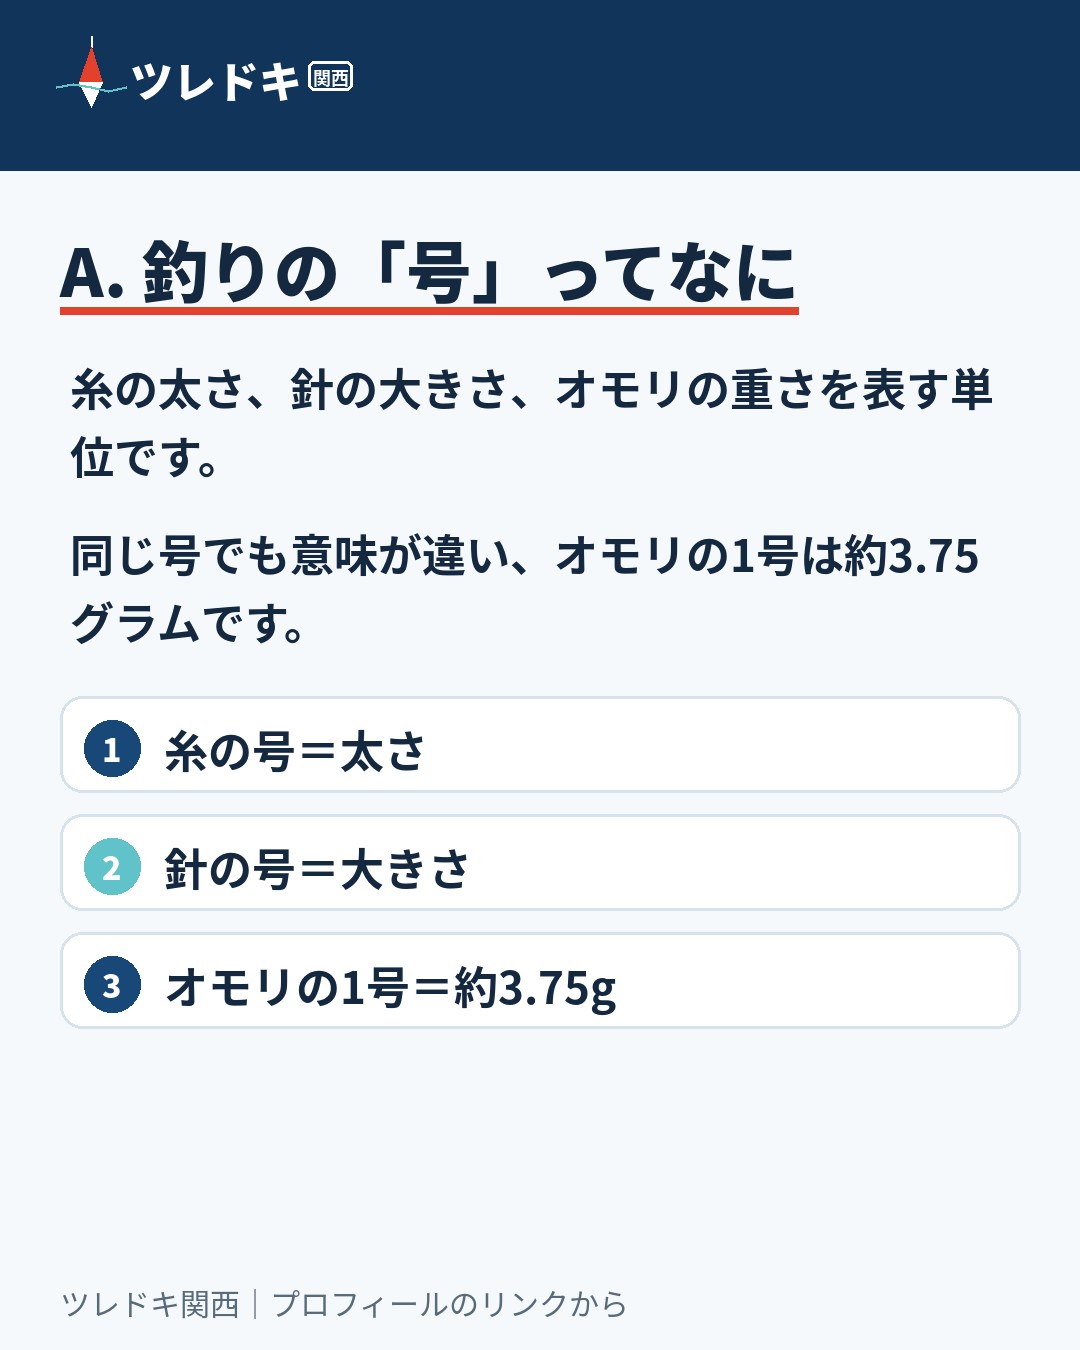 ツレドキ 関西
A. 釣りの「号」ってなに
糸の太さ、針の大きさ、オモリの重さを表す単
位です。
同じ号でも意味が違い、オモリの1号は約3.75
グラムです。
1 糸の号＝太さ
2 針の号＝大きさ
3 オモリの1号＝約3.75g
ツレドキ関西｜プロフィールのリンクから